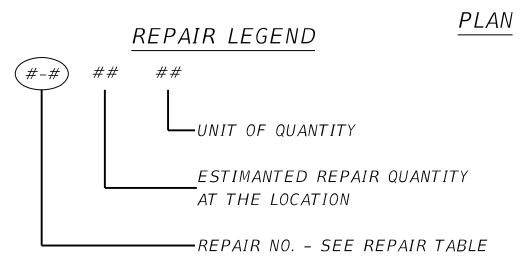 PLAN
REPAIR LEGEND
#-# ## ##
UNIT OF QUANTITY
ESTIMANTED REPAIR QUANTITY
AT THE LOCATION
REPAIR NO. - SEE REPAIR TABLE